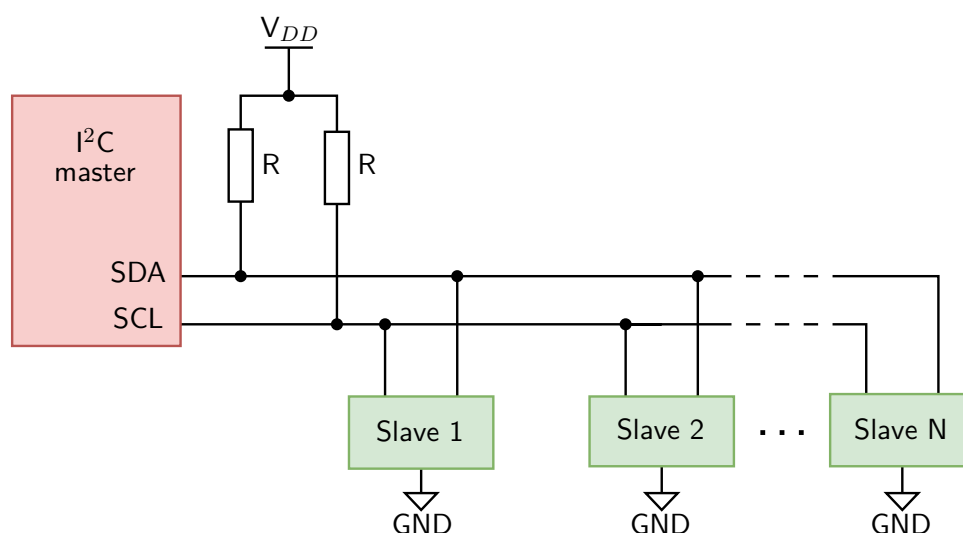 V_DD
I²C
master
R
R
SDA
SCL
Slave 1
Slave 2
. . .
Slave N
GND
GND
GND